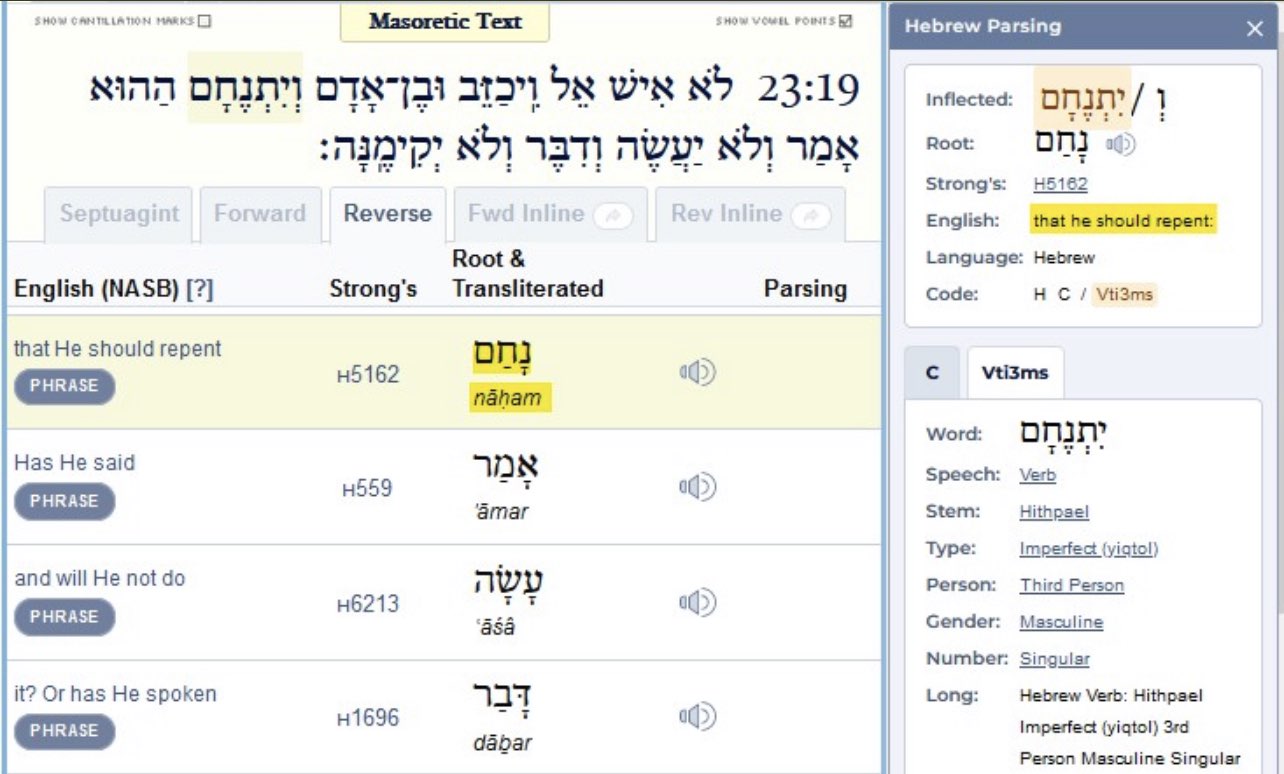 SHOW CANTILLATION MARKS
Masoretic Text
SHOW VOWEL POINTS
23:19 לֹא אִישׁ אֵל וִיכַזֵּב וּבֶן־אָדָם וְיִתְנֶחָם הַהוּא
אָמַר וְלֹא יַעֲשֶׂה וְדִבֶּר וְלֹא יְקִימֶנָּה׃
Septuagint Forward Reverse Fwd Inline Rev Inline
English (NASB) [?] Strong's Root & Transliterated Parsing
that He should repent
PHRASE
H5162
נָחַם
nāḥam
Has He said
PHRASE
H559
אָמַר
'āmar
and will He not do
PHRASE
H6213
עָשָׂה
ʿāśâ
it? Or has He spoken
PHRASE
H1696
דָּבַר
dāḇar
Hebrew Parsing
Inflected: וְ / יִתְנֶחָם
Root: נָחַם
Strong's: H5162
English: that he should repent:
Language: Hebrew
Code: H C / Vti3ms
C Vti3ms
Word: יִתְנֶחָם
Speech: Verb
Stem: Hithpael
Type: Imperfect (yiqtol)
Person: Third Person
Gender: Masculine
Number: Singular
Long: Hebrew Verb: Hithpael
Imperfect (yiqtol) 3rd
Person Masculine Singular